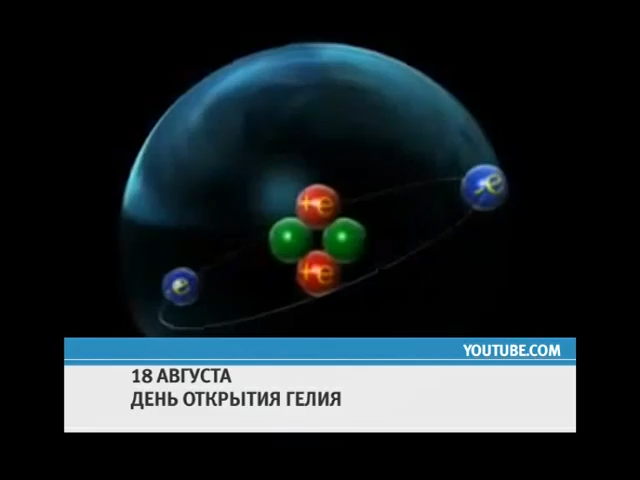 +e
-e
+e
e
YOUTUBE.COM
18 АВГУСТА
ДЕНЬ ОТКРЫТИЯ ГЕЛИЯ